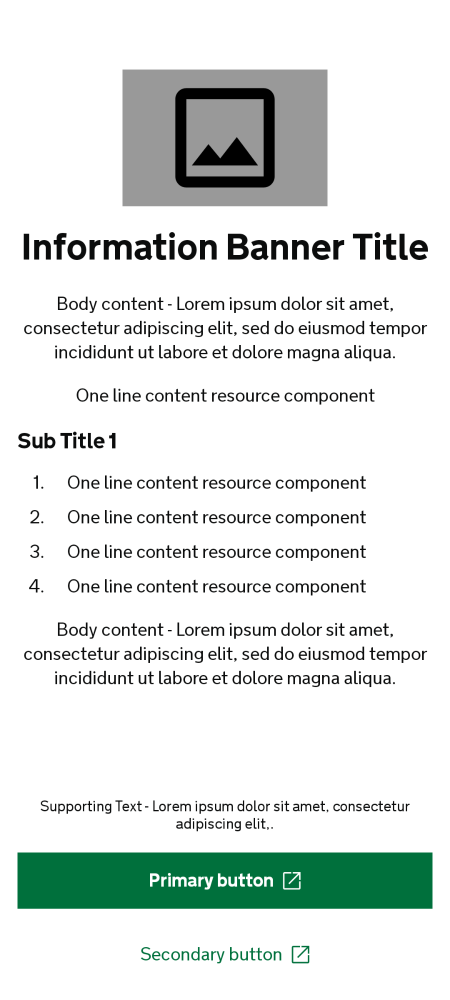 Information Banner Title
Body content - Lorem ipsum dolor sit amet,
consectetur adipiscing elit, sed do eiusmod tempor
incididunt ut labore et dolore magna aliqua.
One line content resource component
Sub Title 1
1. One line content resource component
2. One line content resource component
3. One line content resource component
4. One line content resource component
Body content - Lorem ipsum dolor sit amet,
consectetur adipiscing elit, sed do eiusmod tempor
incididunt ut labore et dolore magna aliqua.
Supporting Text - Lorem ipsum dolor sit amet, consectetur
adipiscing elit,.
Primary button
Secondary button